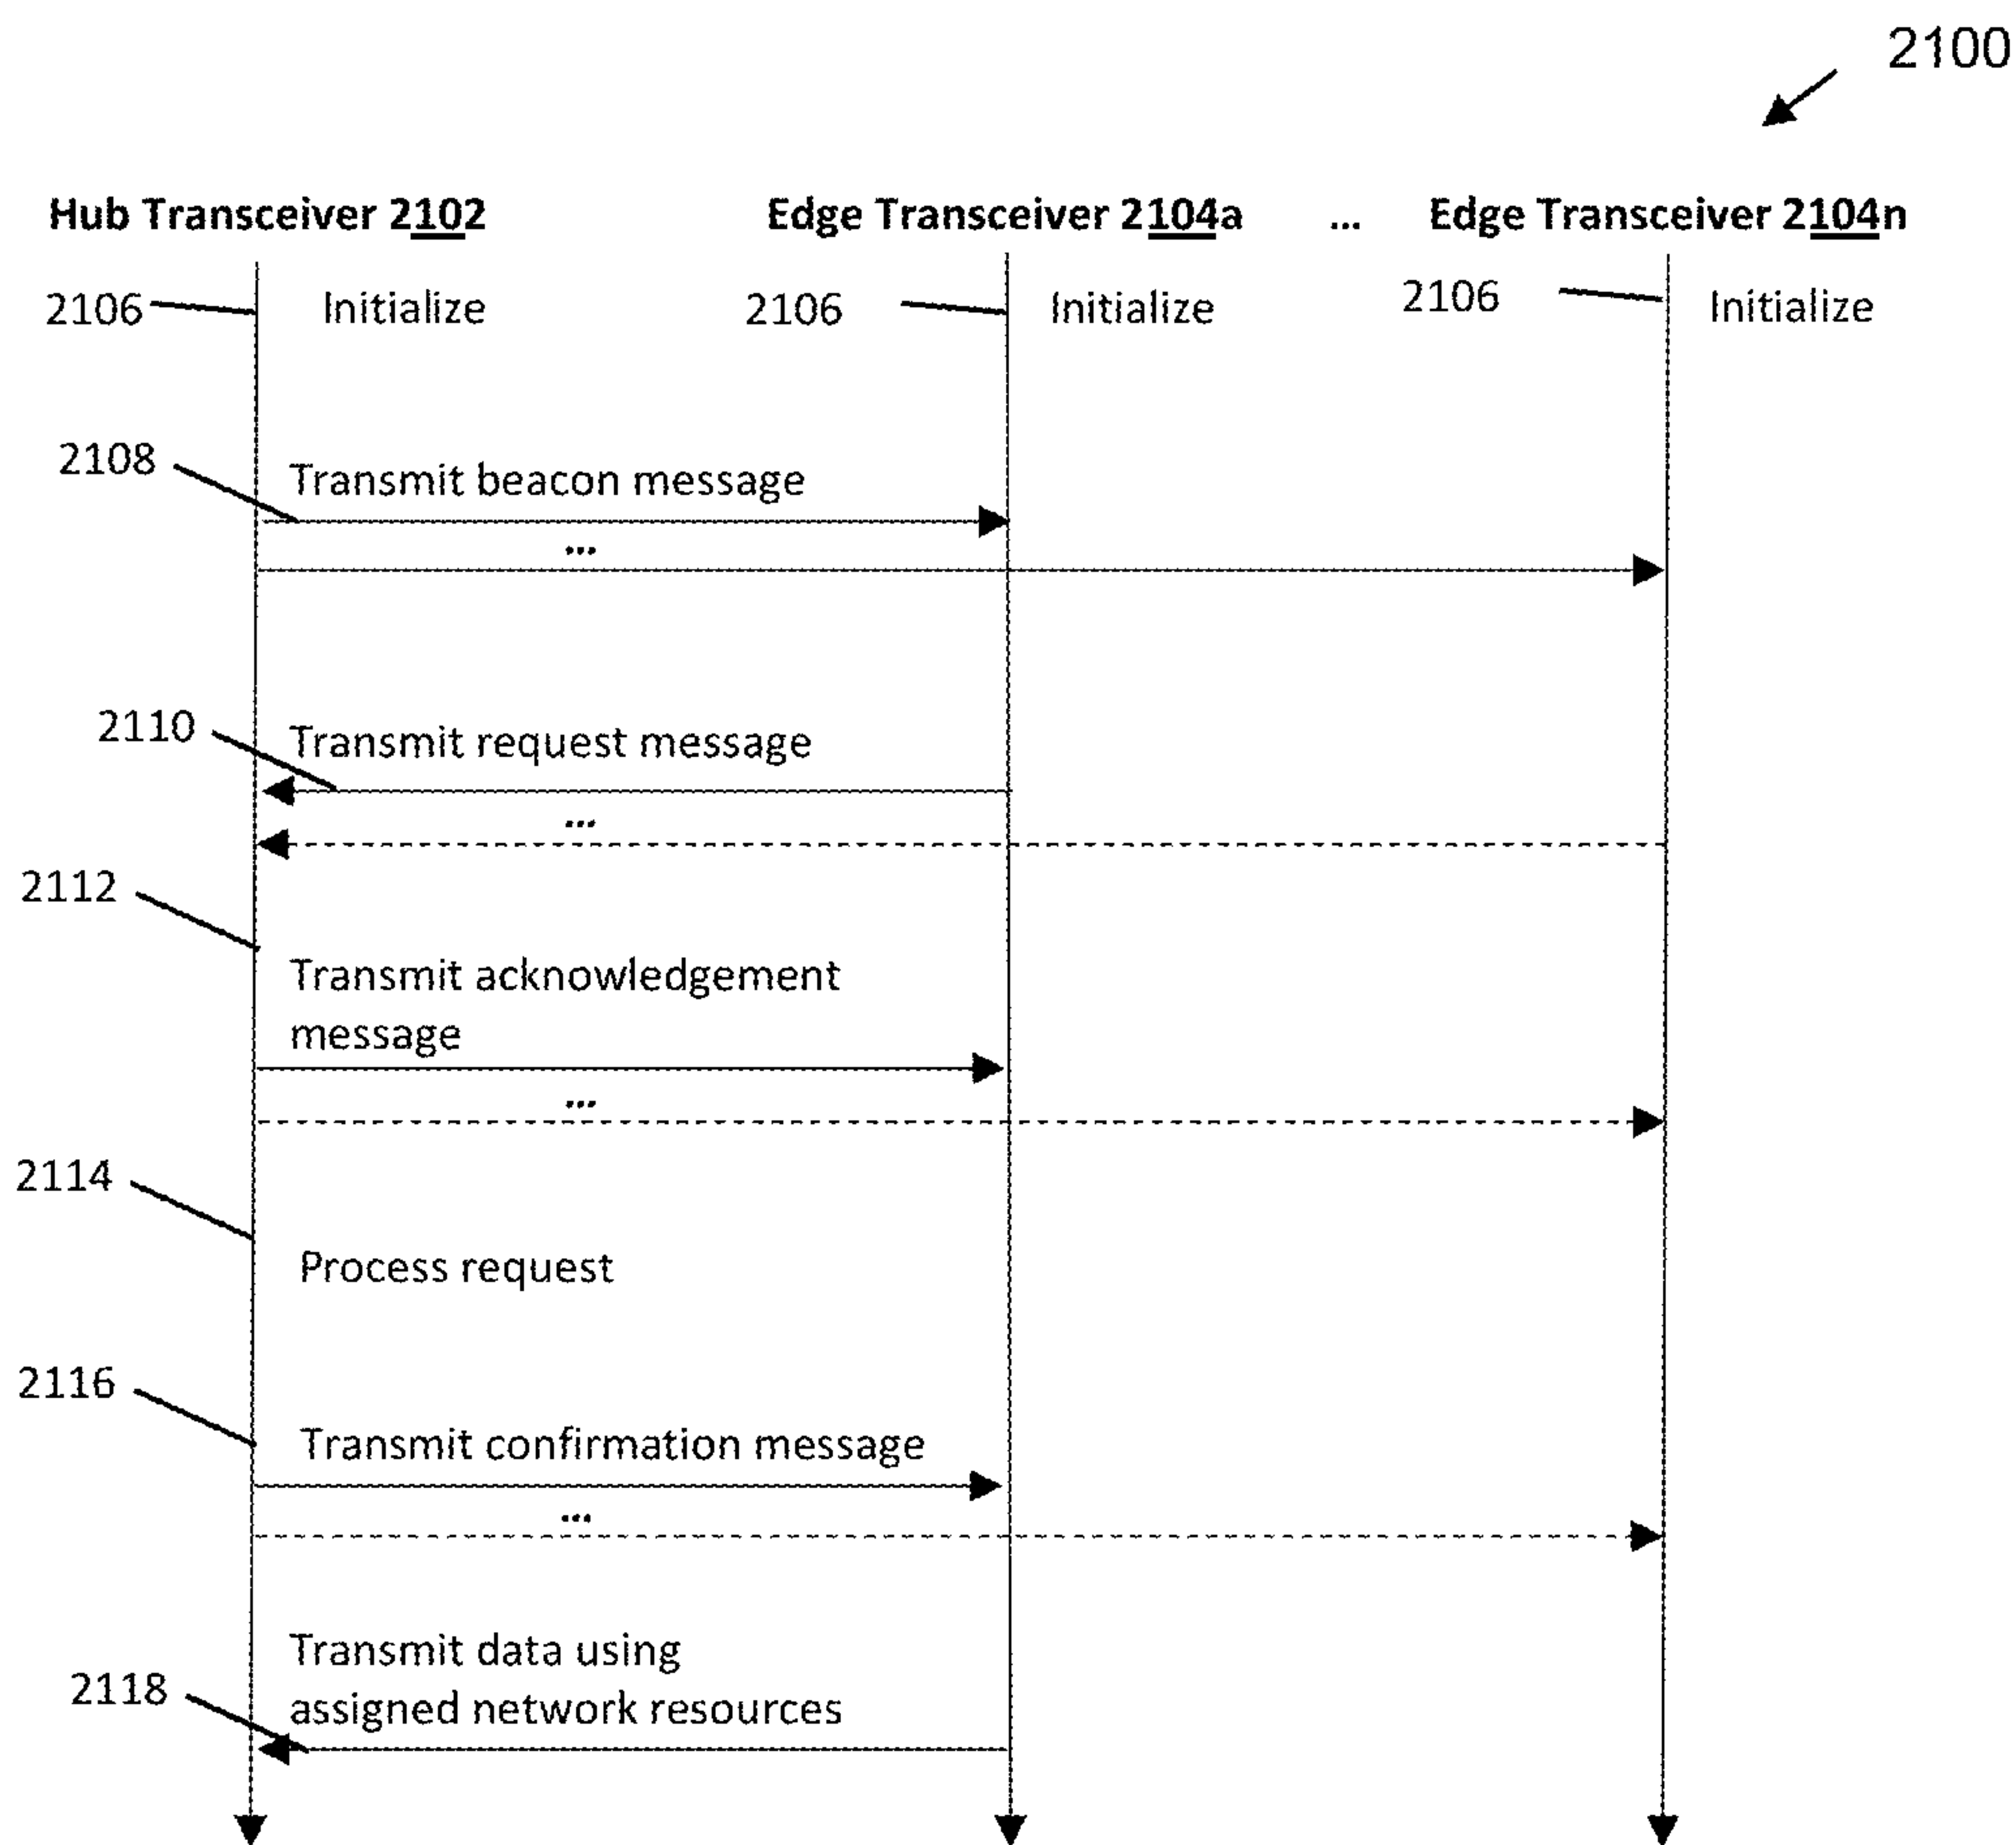 2100
Hub Transceiver 2102 Edge Transceiver 2104a ... Edge Transceiver 2104n
2106 Initialize 2106 Initialize 2106 Initialize
2108
Transmit beacon message
...
2110
Transmit request message
...
2112
Transmit acknowledgement
message
...
2114
Process request
2116
Transmit confirmation message
...
Transmit data using
2118
assigned network resources